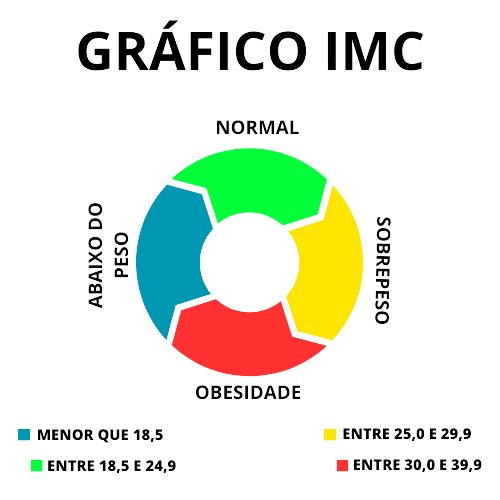 GRÁFICO IMC
NORMAL
ABAIXO DO
PESO
SOBREPESO
OBESIDADE
MENOR QUE 18,5
ENTRE 25,0 E 29,9
ENTRE 18,5 E 24,9
ENTRE 30,0 E 39,9